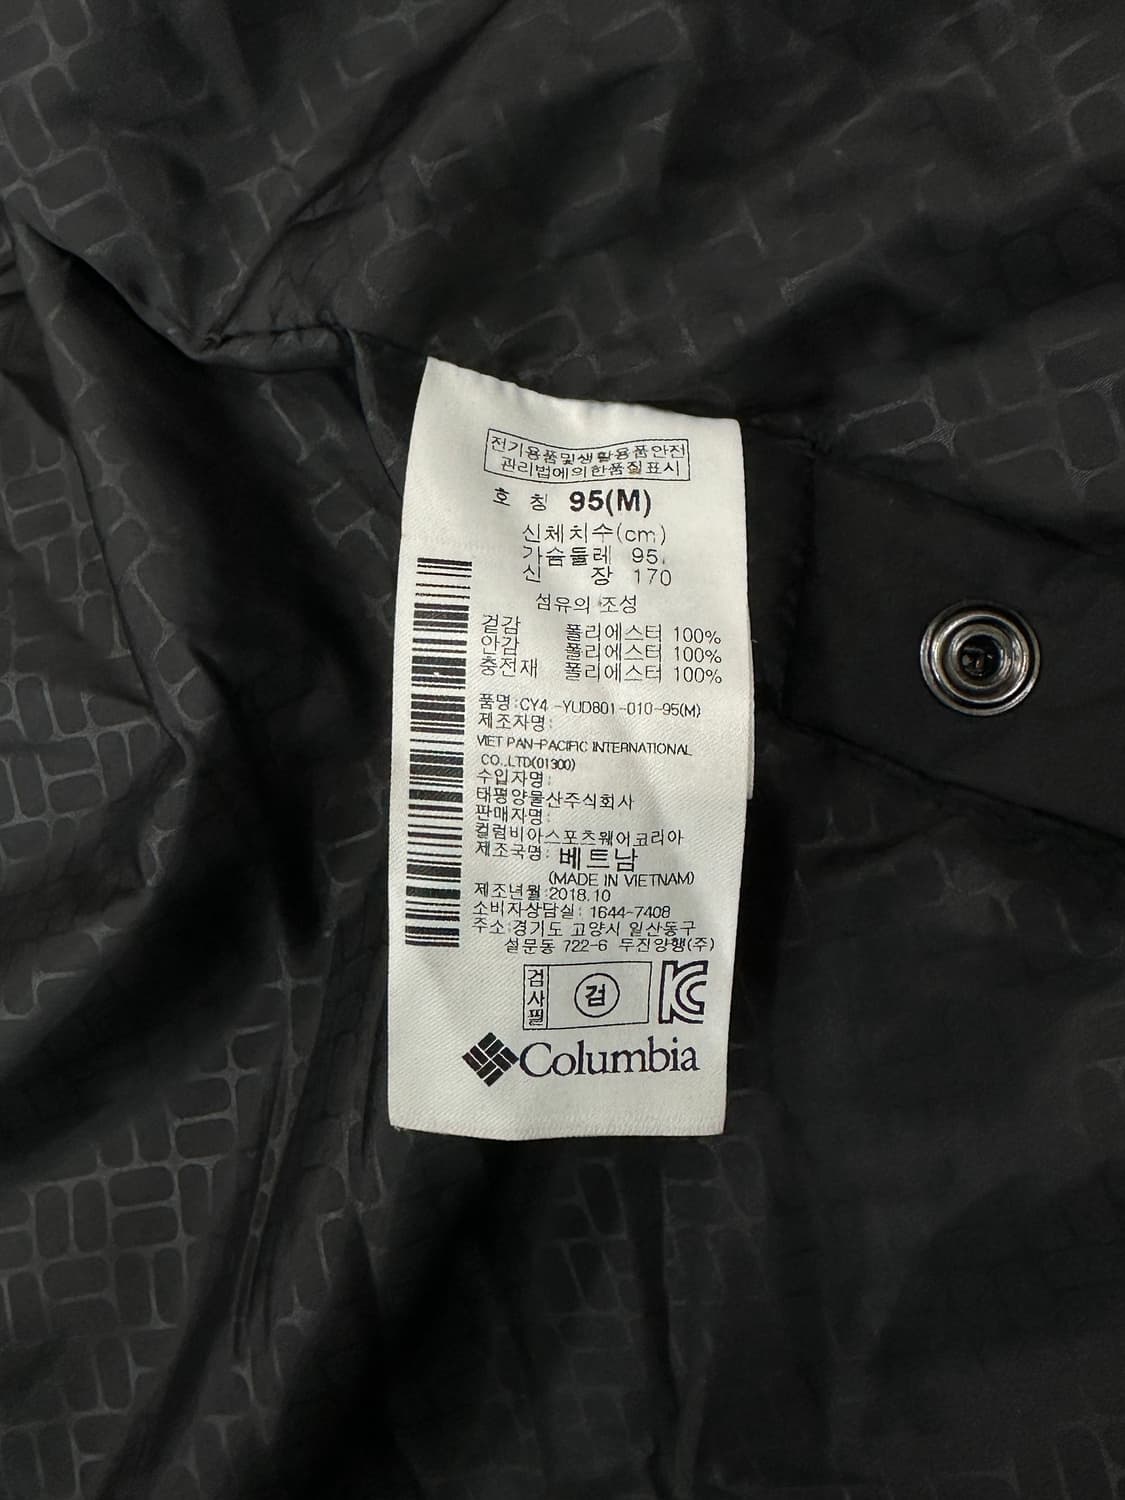 전기용품및생활용품안전
관리법에의한품질표시
호 칭 95(M)
신체치수(cm)
가슴둘레 95.
신 장 170
섬유의 조성
겉감 폴리에스터 100%
안감 폴리에스터 100%
충전재 폴리에스터 100%
품명:CY4 -YUD801-010-95(M)
제조자명:
VIET PAN-PACIFIC INTERNATIONAL
CO.,LTD(01300)
수입자명:
태평양물산주식회사
판매자명:
컬럼비아스포츠웨어코리아
제조국명: 베트남
(MADE IN VIETNAM)
제조년월:2018.10
소비자상담실: 1644-7408
주소:경기도 고양시 일산동구
설문동 722-6 두진양행(주)
검사필 검 KC
Columbia